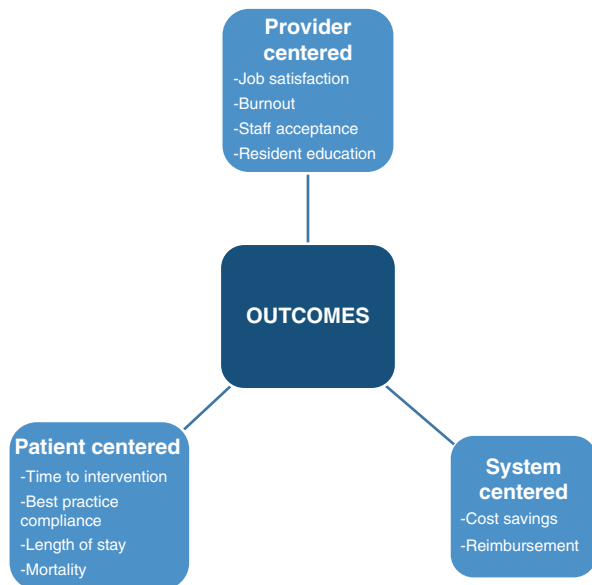 Provider
centered
-Job satisfaction
-Burnout
-Staff acceptance
-Resident education
OUTCOMES
Patient centered
-Time to intervention
-Best practice
compliance
-Length of stay
-Mortality
System
centered
-Cost savings
-Reimbursement